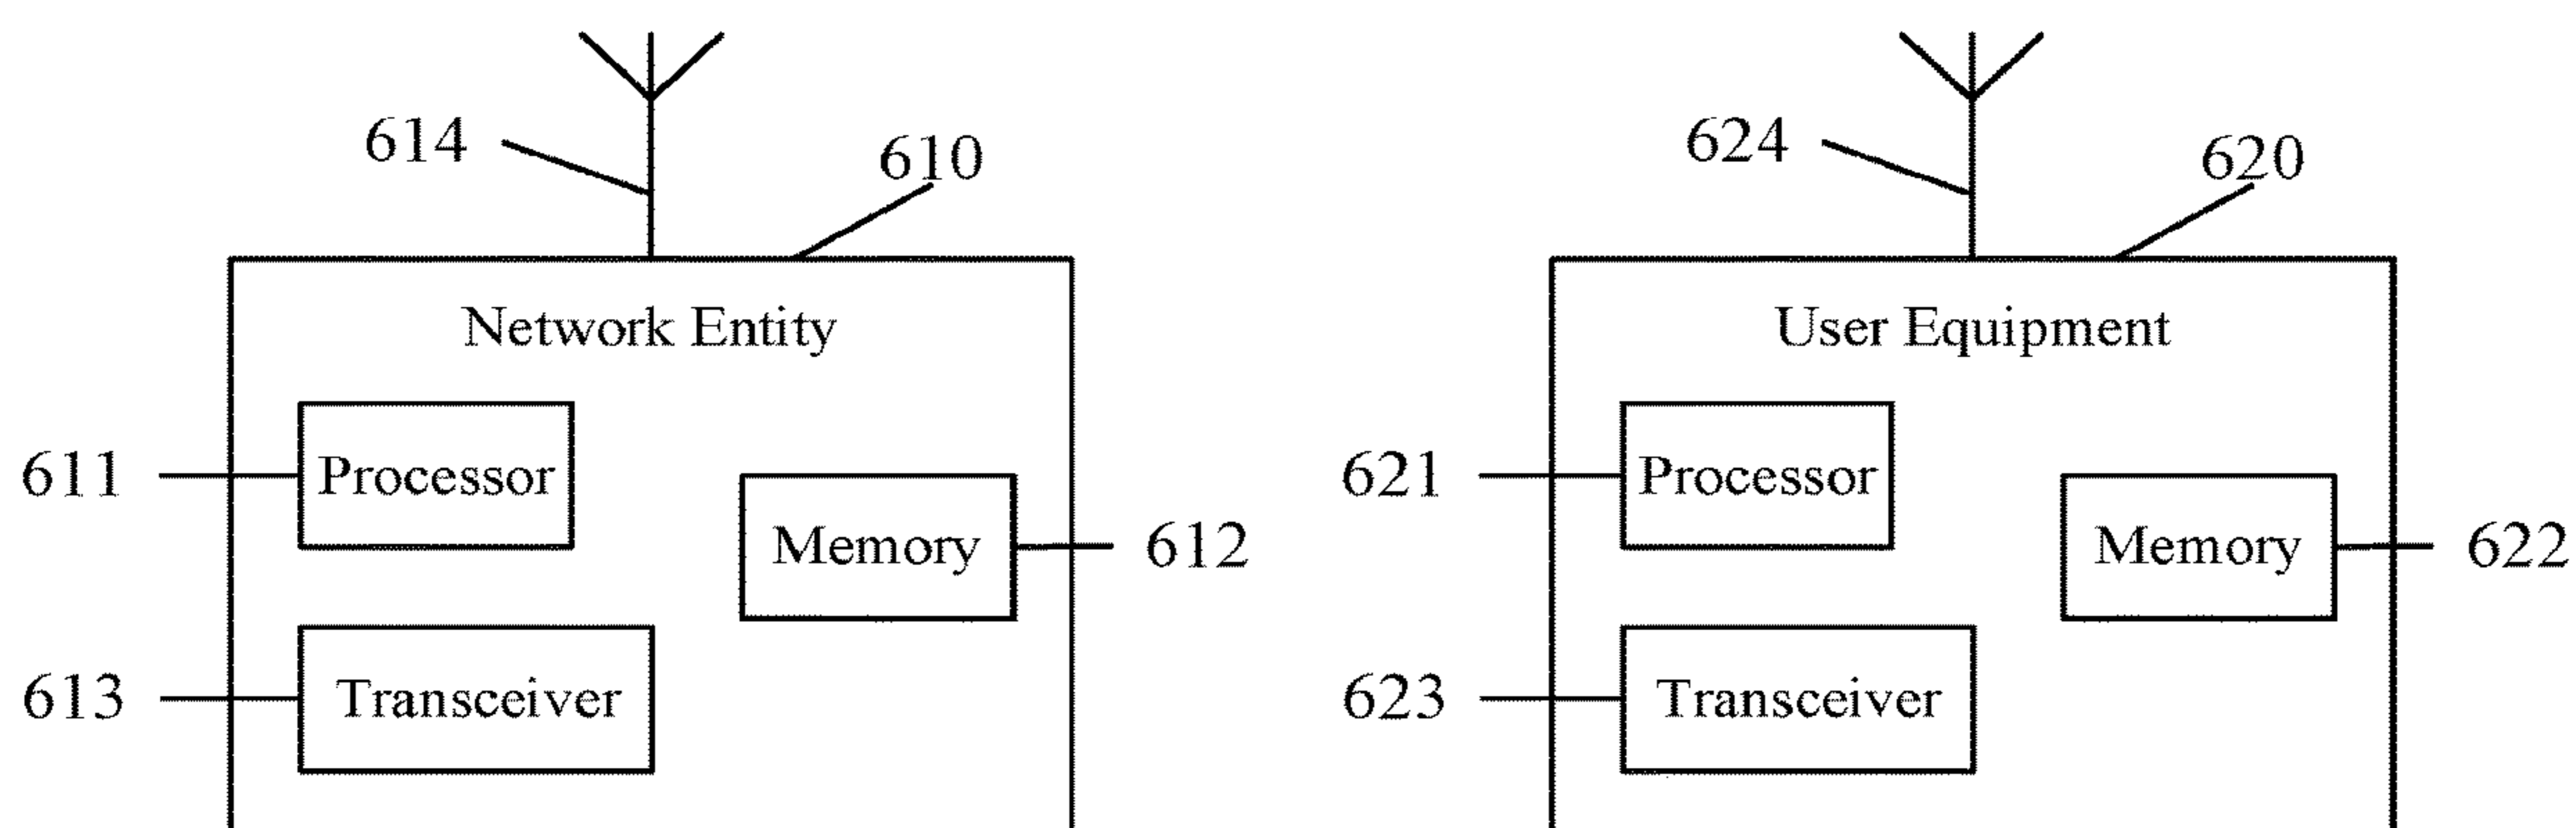 614
610
Network Entity
611
Processor
Memory
612
613
Transceiver
624
620
User Equipment
621
Processor
Memory
622
623
Transceiver